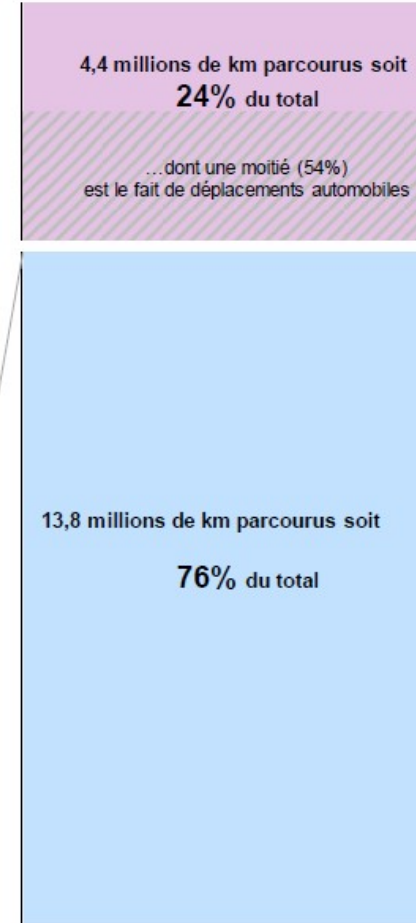 4,4 millions de km parcourus soit
24% du total
...dont une moitié (54%)
est le fait de déplacements automobiles
13,8 millions de km parcourus soit
76% du total